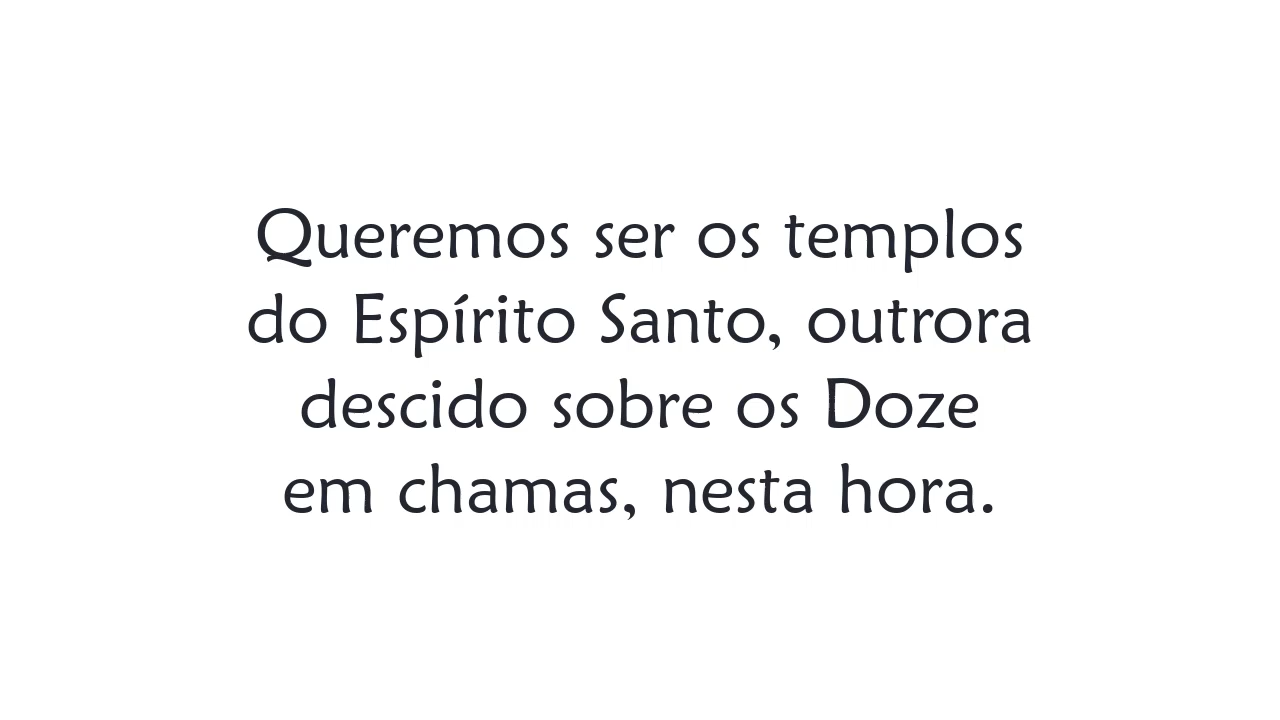 Queremos ser os templos
do Espírito Santo, outrora
descido sobre os Doze
em chamas, nesta hora.